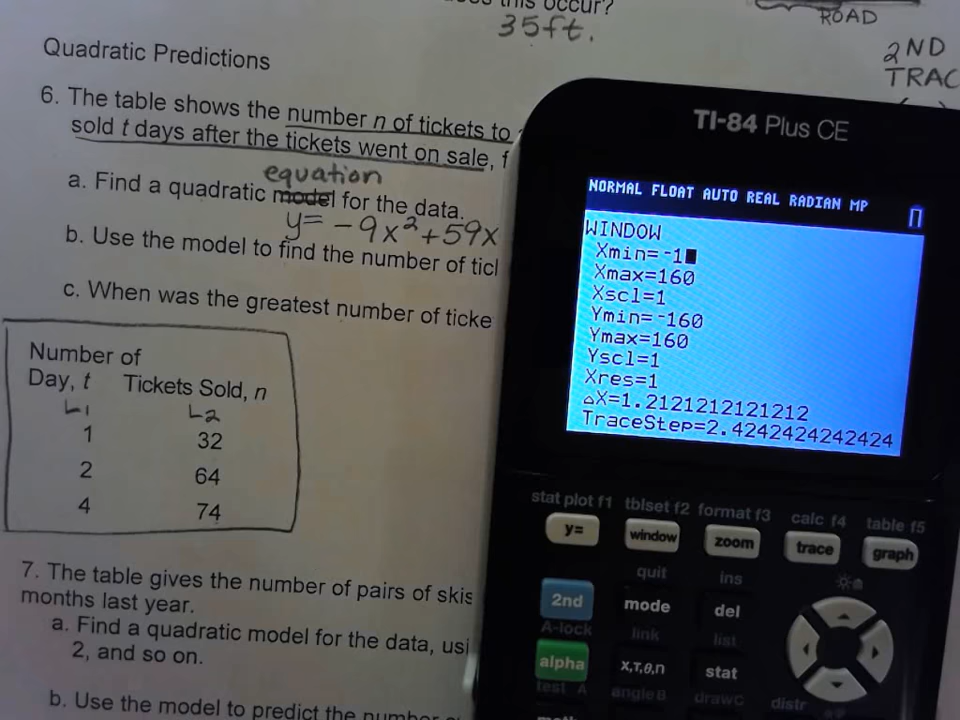 this occur?
35ft.
ROAD
2ND
TRAC
Quadratic Predictions
6. The table shows the number n of tickets to
sold t days after the tickets went on sale, f
equation
a. Find a quadratic model for the data.
y= -9x²+59x
b. Use the model to find the number of ticl
c. When was the greatest number of ticke
Number of
Day, t Tickets Sold, n
L1 L2
1 32
2 64
4 74
7. The table gives the number of pairs of skis
months last year.
a. Find a quadratic model for the data, usi
2, and so on.
b. Use the model to predict the number
TI-84 Plus CE
NORMAL FLOAT AUTO REAL RADIAN MP
WINDOW
Xmin=-1
Xmax=160
Xscl=1
Ymin=-160
Ymax=160
Yscl=1
Xres=1
△X=1.2121212121212
TraceStep=2.4242424242424
stat plot f1 tblset f2 format f3 calc f4 table f5
y= window zoom trace graph
quit ins
2nd mode del
A-lock link list
alpha X,T,θ,n stat
test A angle B draw C distr